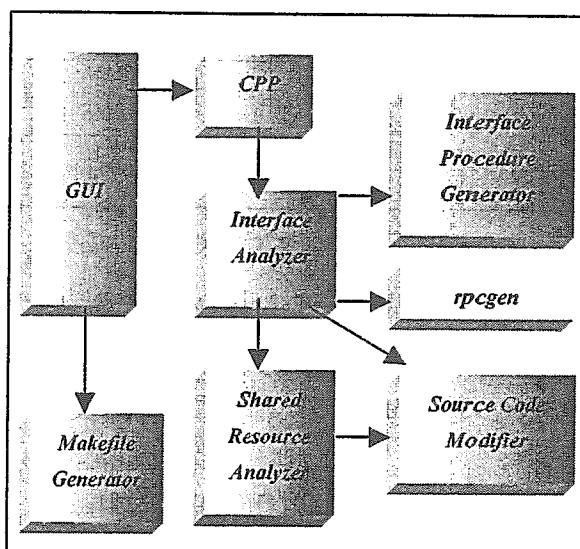 CPP
GUI
Interface
Procedure
Generator
Interface
Analyzer
rpcgen
Shared
Resource
Analyzer
Source Code
Modifier
Makefile
Generator